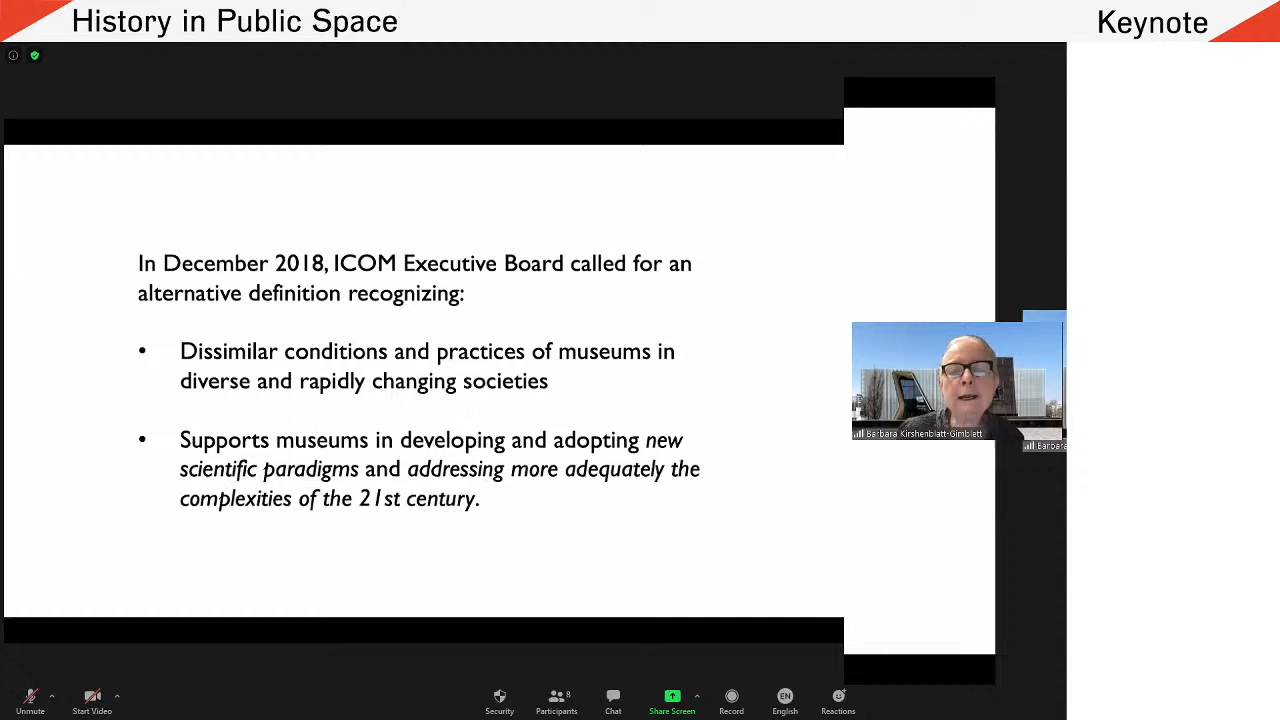 History in Public Space
Keynote
In December 2018, ICOM Executive Board called for an
alternative definition recognizing:
• Dissimilar conditions and practices of museums in
diverse and rapidly changing societies
• Supports museums in developing and adopting new
scientific paradigms and addressing more adequately the
complexities of the 21st century.
Barbara Kirshenblatt-Gimblett
Barbara
Unmute
Start Video
Security
Participants
8
Chat
Share Screen
Record
EN
English
Reactions